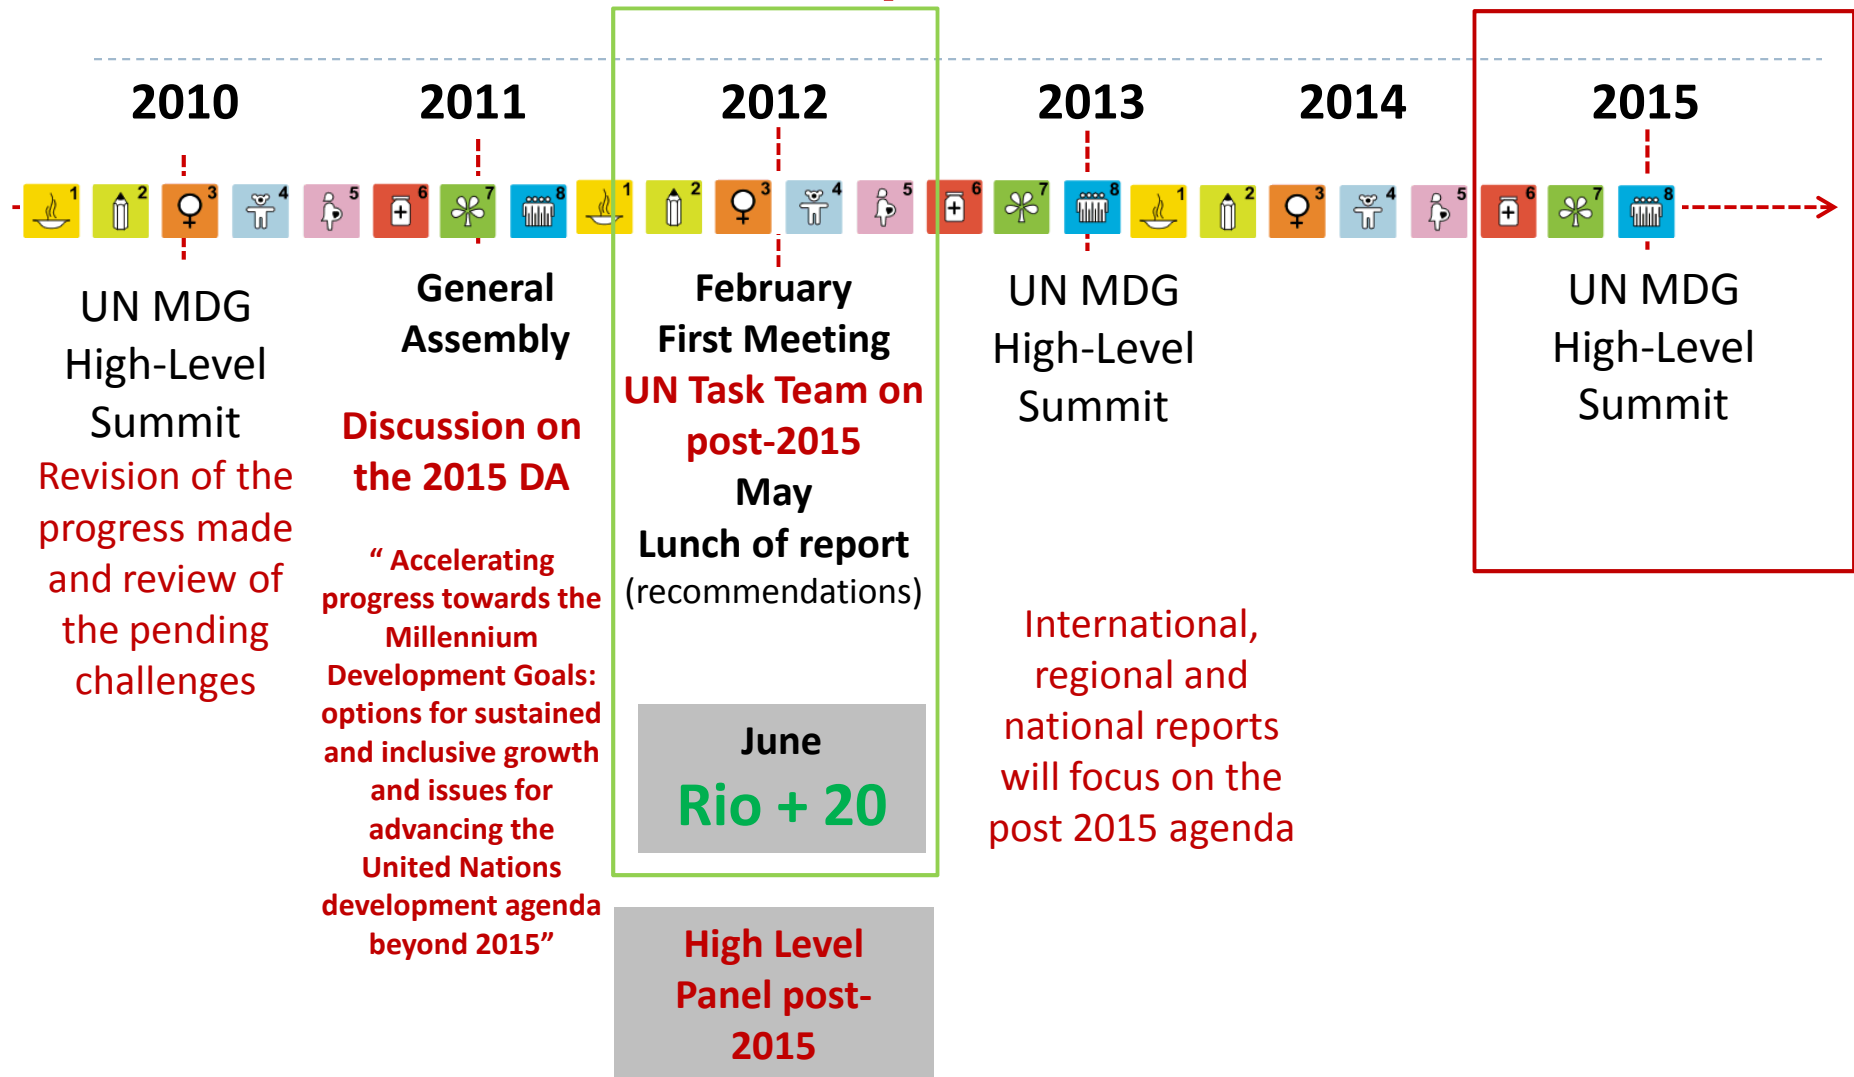 2010
2011
2012
2013
2014
2015
1 2 3 4 5 6 7 8 1 2 3 4 5 6 7 8 1 2 3 4 5 6 7 8
UN MDG
High-Level
Summit
Revision of the
progress made
and review of
the pending
challenges
General
Assembly
Discussion on
the 2015 DA
“ Accelerating
progress towards the
Millennium
Development Goals:
options for sustained
and inclusive growth
and issues for
advancing the
United Nations
development agenda
beyond 2015”
February
First Meeting
UN Task Team on
post-2015
May
Lunch of report
(recommendations)
June
Rio + 20
High Level
Panel post-
2015
UN MDG
High-Level
Summit
International,
regional and
national reports
will focus on the
post 2015 agenda
UN MDG
High-Level
Summit